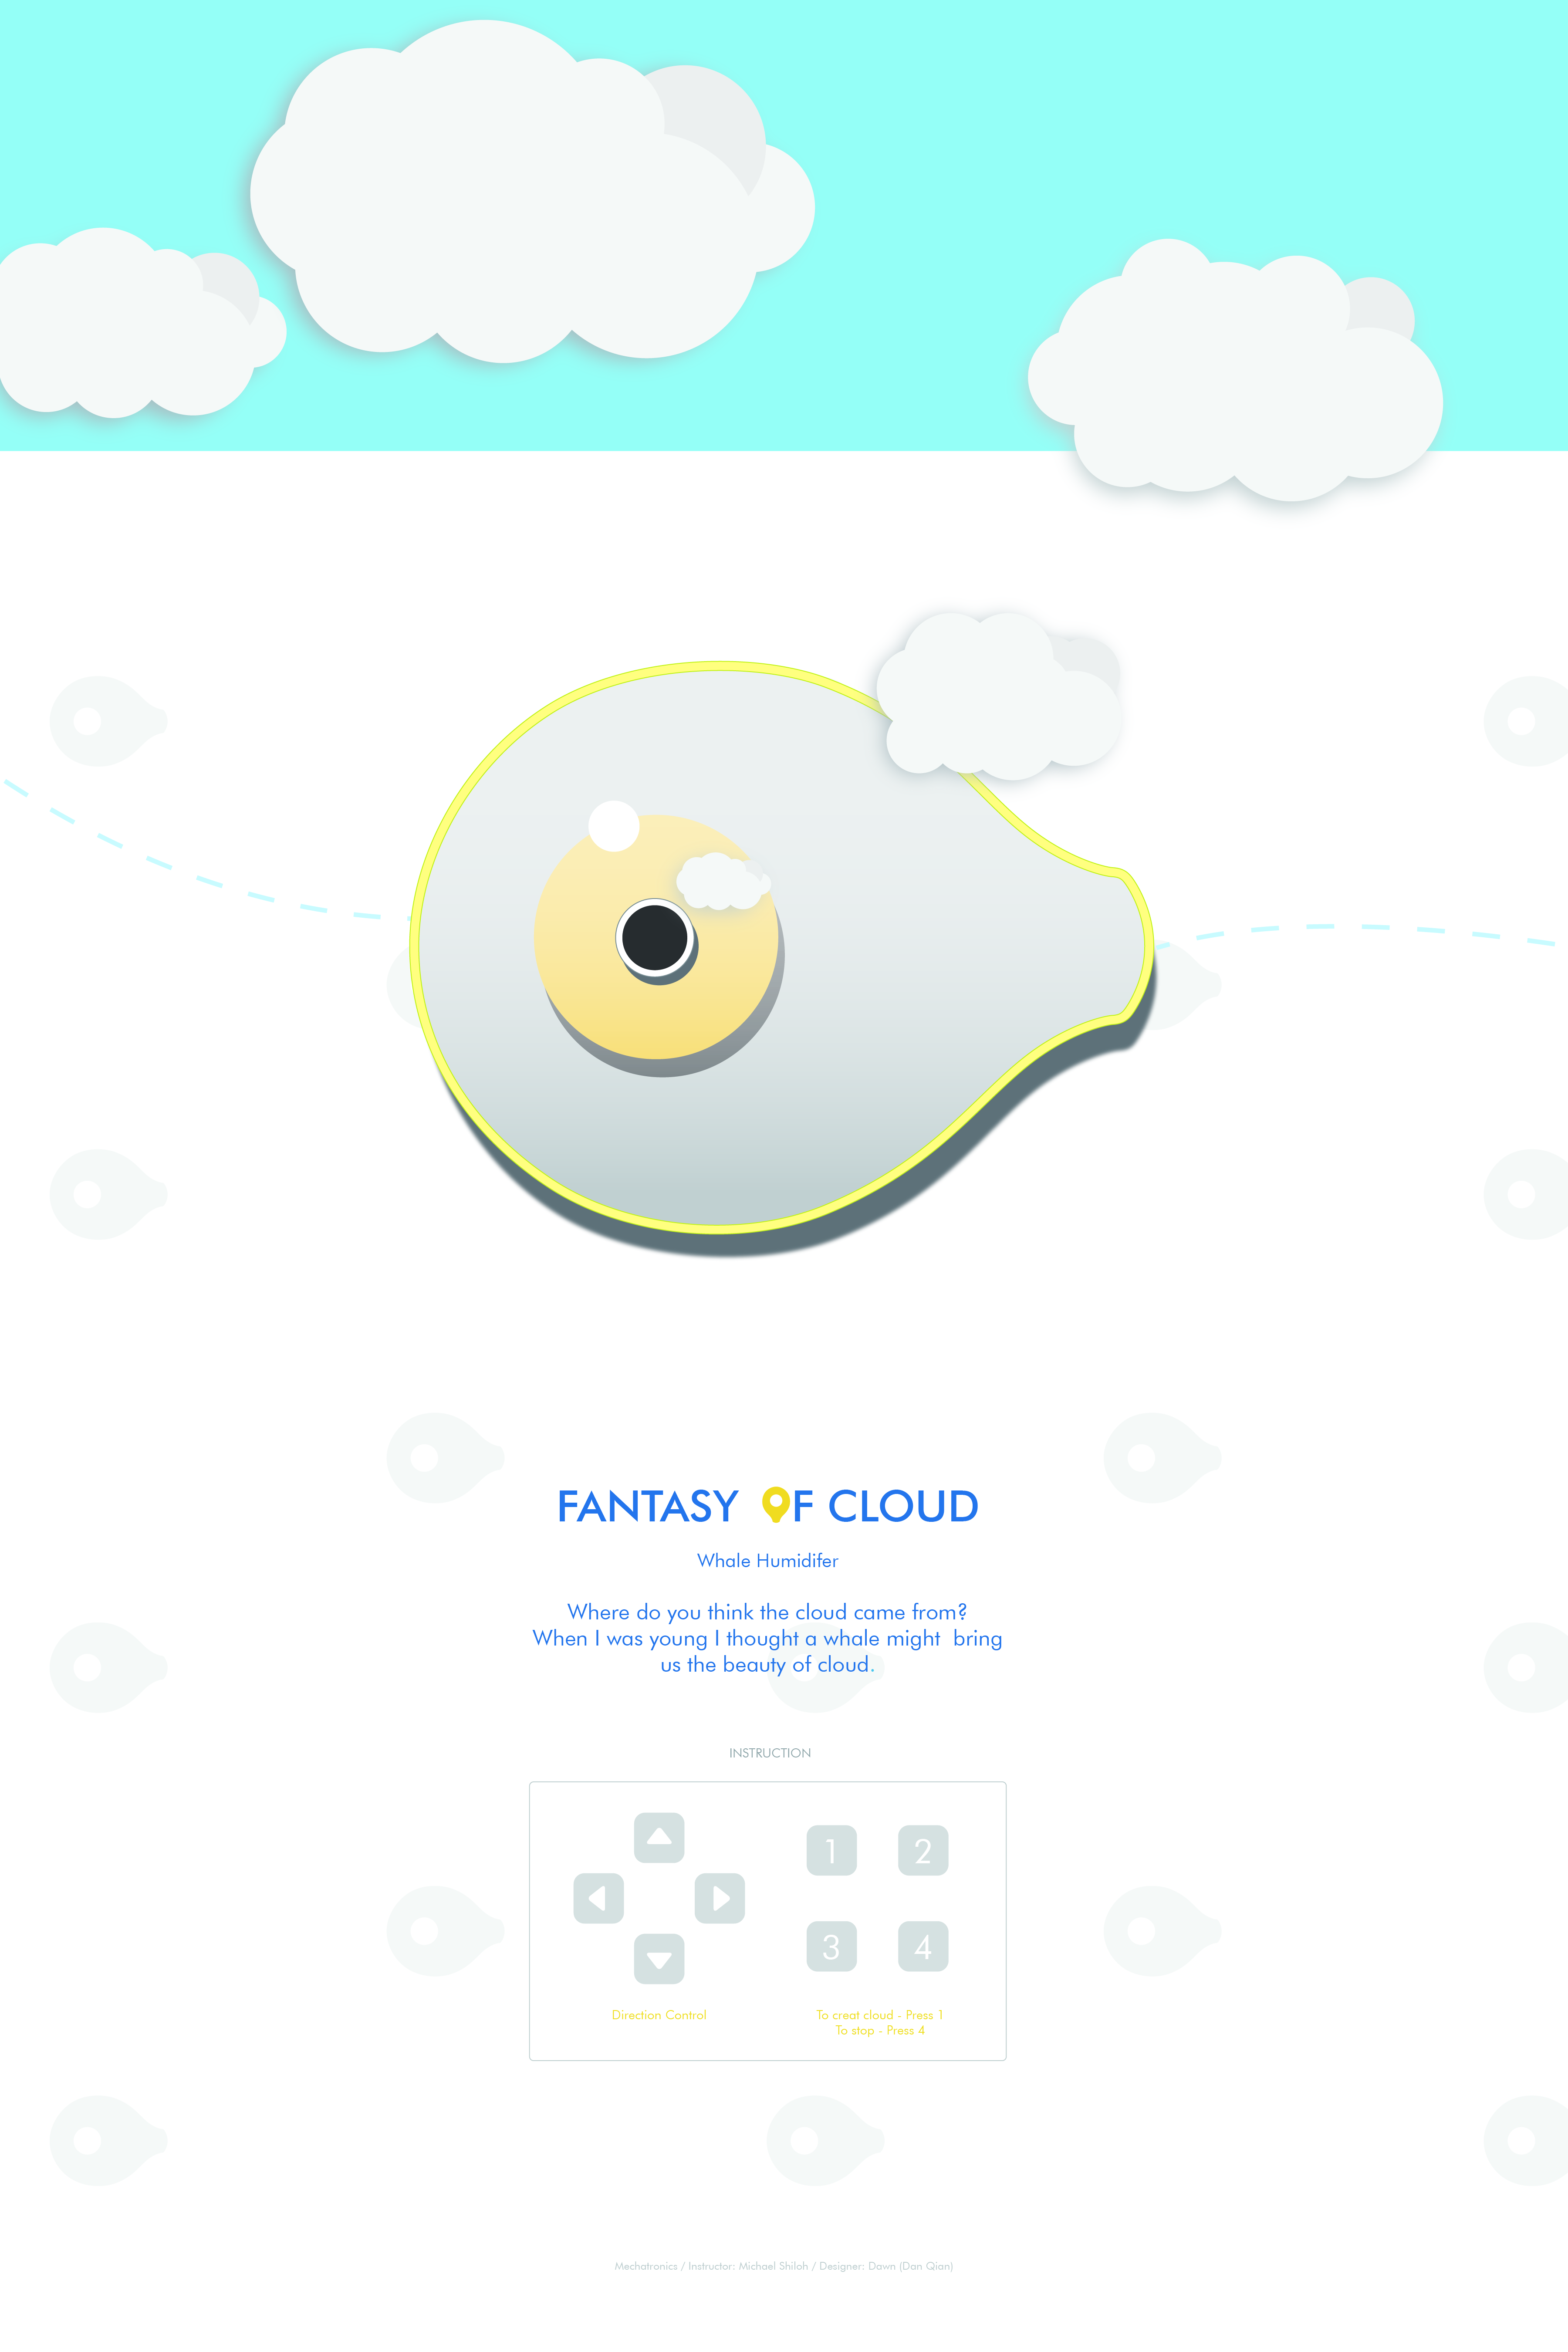 FANTASY OF CLOUD
Whale Humidifer
Where do you think the cloud came from?
When I was young I thought a whale might bring
us the beauty of cloud.
INSTRUCTION
1 2
3 4
Direction Control
To creat cloud - Press 1
To stop - Press 4
Mechatronics / Instructor: Michael Shiloh / Designer: Dawn (Dan Qian)